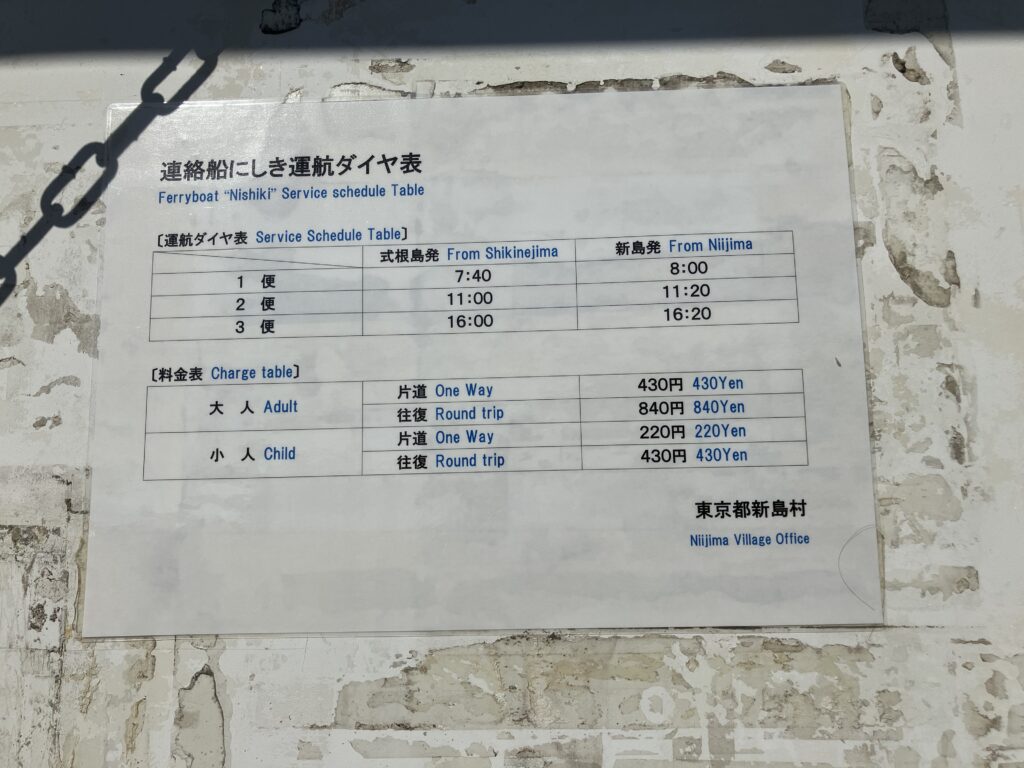 連絡船にしき運航ダイヤ表
Ferryboat “Nishiki” Service schedule Table
〔運航ダイヤ表 Service Schedule Table〕
式根島発 From Shikinejima 新島発 From Niijima
1 便 7:40 8:00
2 便 11:00 11:20
3 便 16:00 16:20
〔料金表 Charge table〕
大 人 Adult 片道 One Way 430円 430Yen
往復 Round trip 840円 840Yen
小 人 Child 片道 One Way 220円 220Yen
往復 Round trip 430円 430Yen
東京都新島村
Niijima Village Office